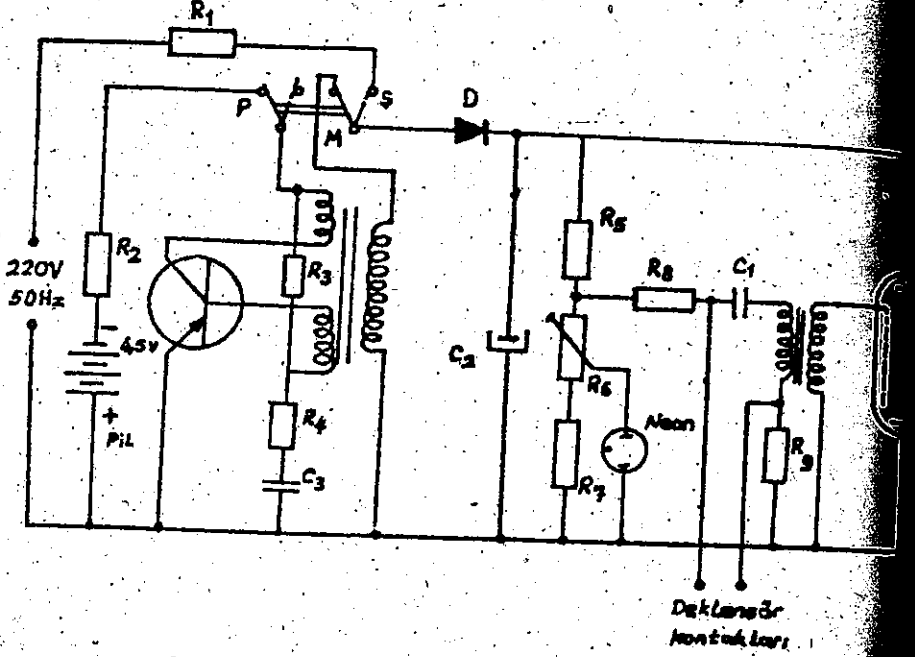 R1
P
b
M
S
D
220V
50Hz
R2
-
4,5v
+
PiL
R3
R4
C3
C2
R5
R6
R7
Neon
R8
C1
R9
Deklansör
kontakları